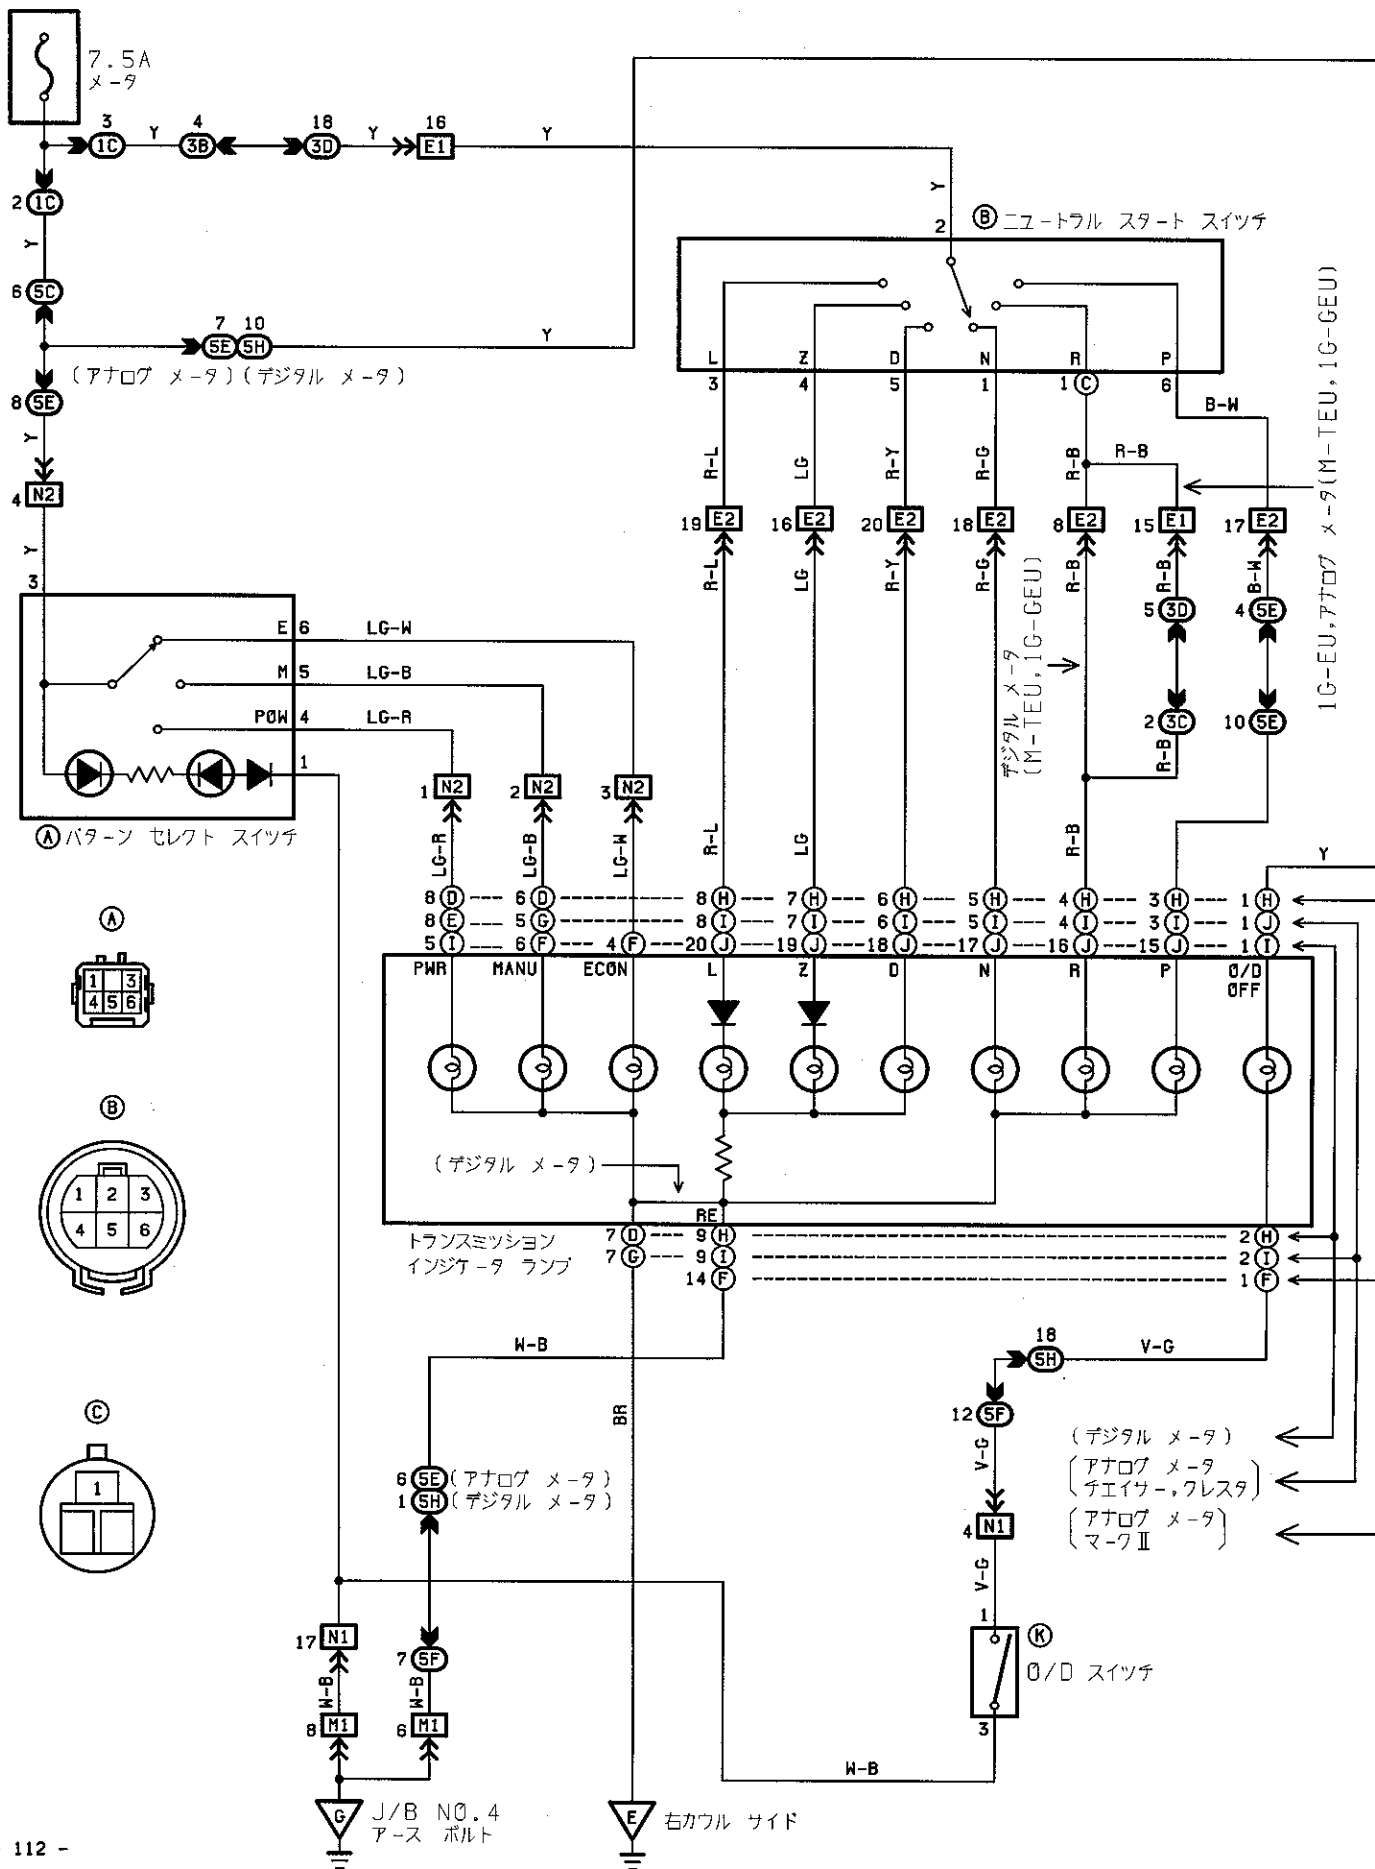 7.5A
メータ
3 4 18 16
1C Y 3B 3D Y E1 Y
2 1C
Y
Y
2
Ⓑ ニュートラル スタート スイッチ
6 5C
7 10
5E 5H Y
(アナログ メータ) (デジタル メータ)
8 5E
Y
4 N2
Y
3
L Z D N R P
3 4 5 1 1 C 6
B-W
R-L LG R-Y R-G R-B R-B
1G-EU,アナログ メータ(M-TEU,1G-GEU)
19 E2 16 E2 20 E2 18 E2 8 E2 15 E1 17 E2
R-L LG R-Y R-G R-B R-B B-W
5 3D 4 5E
デジタル メータ
(M-TEU,1G-GEU)
2 3C 10 5E
R-B
E 6 LG-W
M 5 LG-B
POW 4 LG-R
1
Ⓐ パターン セレクト スイッチ
1 N2 2 N2 3 N2
LG-R LG-B LG-W R-L LG R-B Y
8 D 6 D 8 H 7 H 6 H 5 H 4 H 3 H 1 H
8 E 5 G 8 I 7 I 6 I 5 I 4 I 3 I 1 J
5 I 6 F 4 F 20 J 19 J 18 J 17 J 16 J 15 J 1 I
PWR MANU ECON L Z D N R P O/D
OFF
Ⓐ
1 3
4 5 6
Ⓑ
1 2 3
4 5 6
Ⓒ
1
(デジタル メータ)
RE
トランスミッション
インジケータ ランプ
7 D 9 H 2 H
7 G 9 I 2 I
14 F 1 F
W-B
BR
18
5H V-G
12 5F
V-G
(デジタル メータ)
(アナログ メータ
チェイサー,クレスタ)
(アナログ メータ
マークⅡ)
6 5E (アナログ メータ)
1 5H (デジタル メータ)
4 N1
V-G
1
Ⓚ
O/D スイッチ
3
17 N1
7 5F
W-B W-B
8 M1 6 M1
W-B
G J/B NO.4
アース ボルト
E 右カウル サイド
112 -